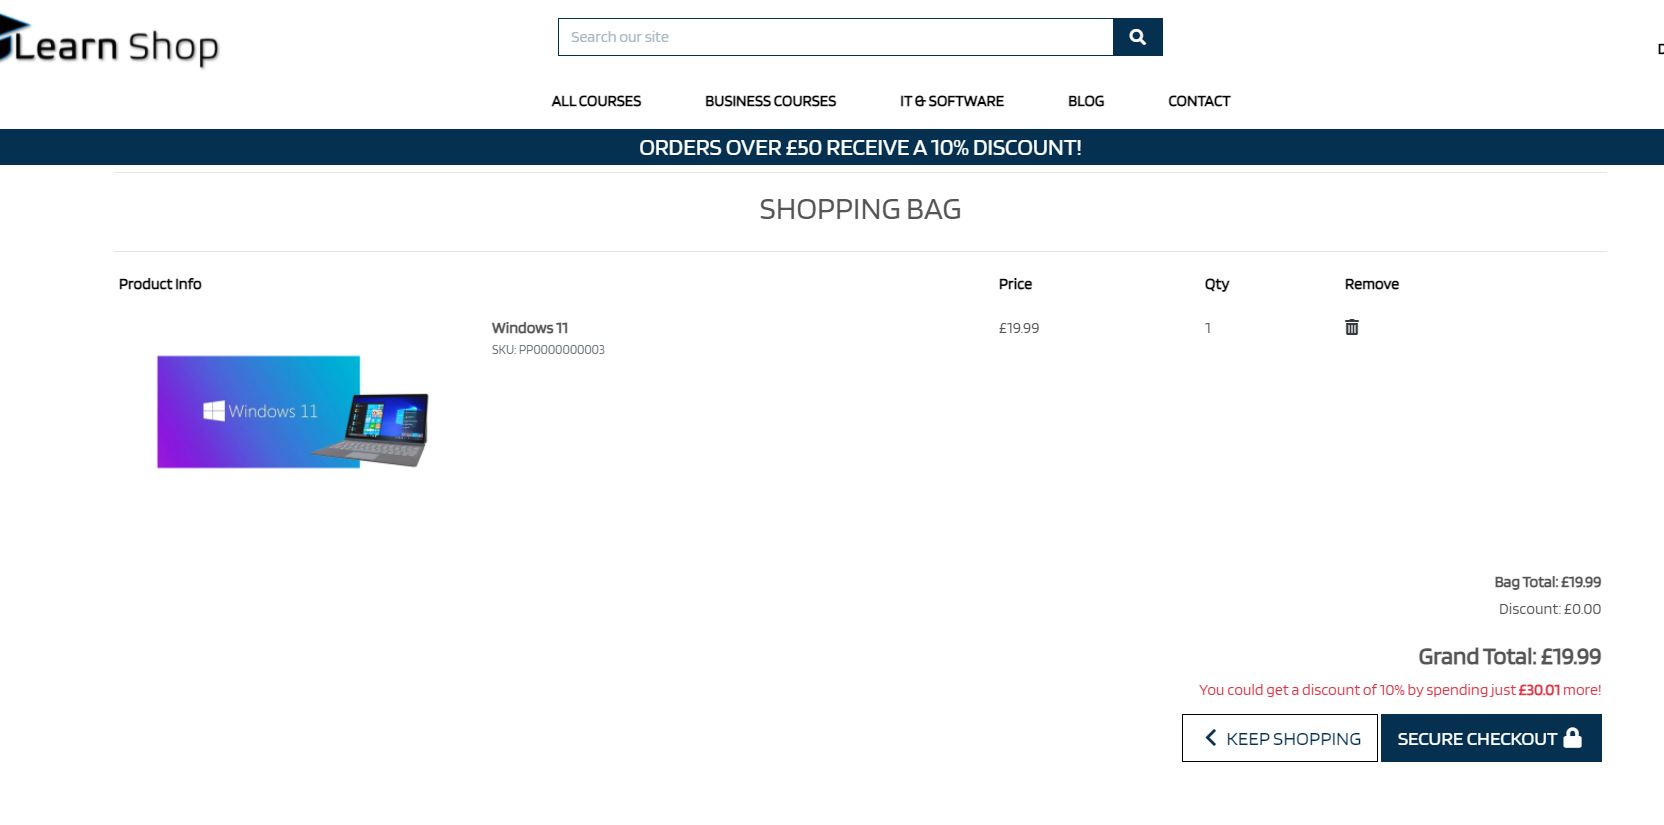 Learn Shop
Search our site
ALL COURSES BUSINESS COURSES IT & SOFTWARE BLOG CONTACT
ORDERS OVER £50 RECEIVE A 10% DISCOUNT!
SHOPPING BAG
Product Info Price Qty Remove
Windows 11 £19.99 1
SKU: PP0000000003
Windows 11
Bag Total: £19.99
Discount: £0.00
Grand Total: £19.99
You could get a discount of 10% by spending just £30.01 more!
KEEP SHOPPING SECURE CHECKOUT